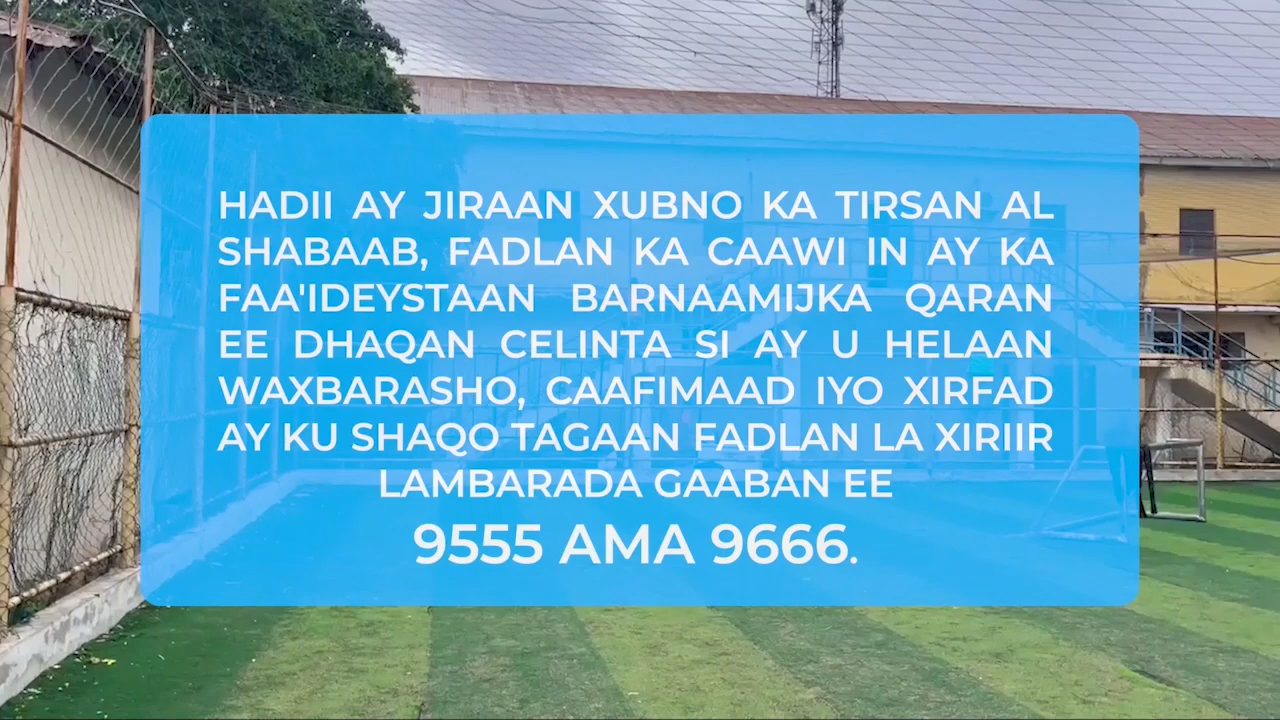 HADII AY JIRAAN XUBNO KA TIRSAN AL
SHABAAB, FADLAN KA CAAWI IN AY KA
FAA'IDEYSTAAN BARNAAMIJKA QARAN
EE DHAQAN CELINTA SI AY U HELAAN
WAXBARASHO, CAAFIMAAD IYO XIRFAD
AY KU SHAQO TAGAAN FADLAN LA XIRIIR
LAMBARADA GAABAN EE
9555 AMA 9666.